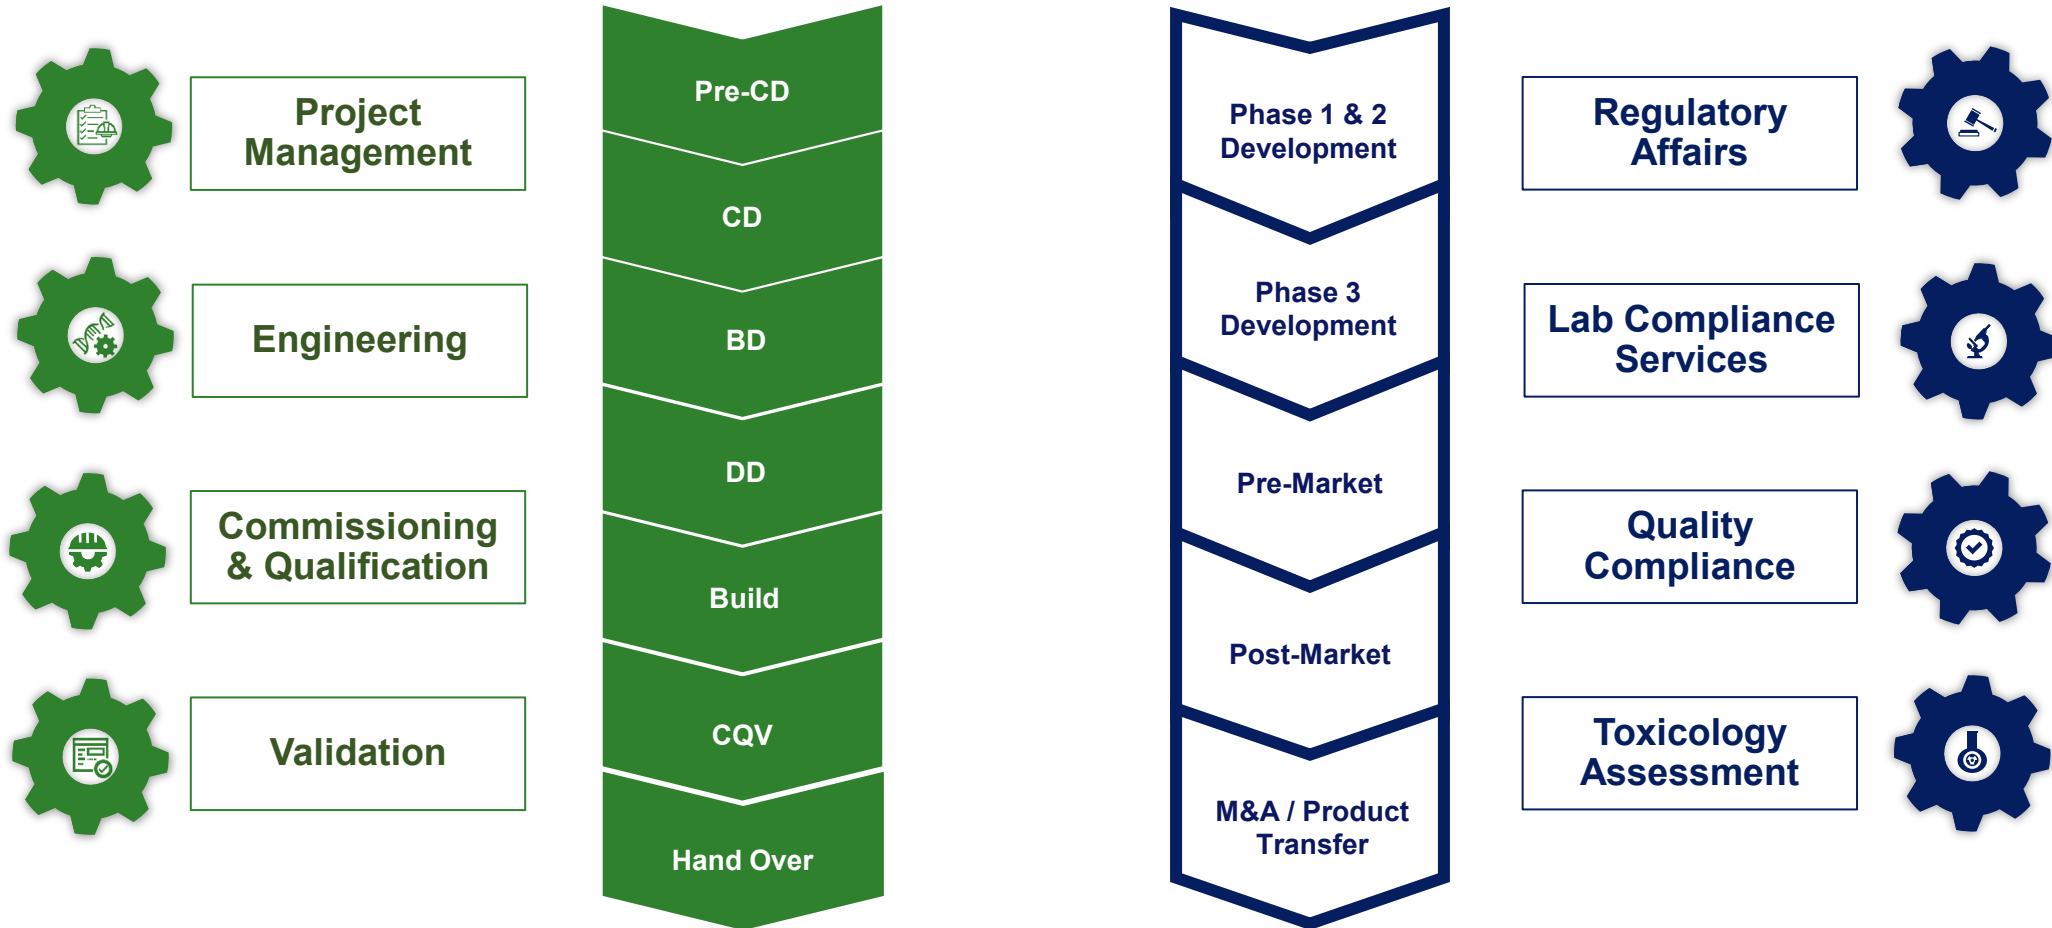 Project
Management
Engineering
Commissioning
& Qualification
Validation
Pre-CD
CD
BD
DD
Build
CQV
Hand Over
Phase 1 & 2
Development
Phase 3
Development
Pre-Market
Post-Market
M&A / Product
Transfer
Regulatory
Affairs
Lab Compliance
Services
Quality
Compliance
Toxicology
Assessment